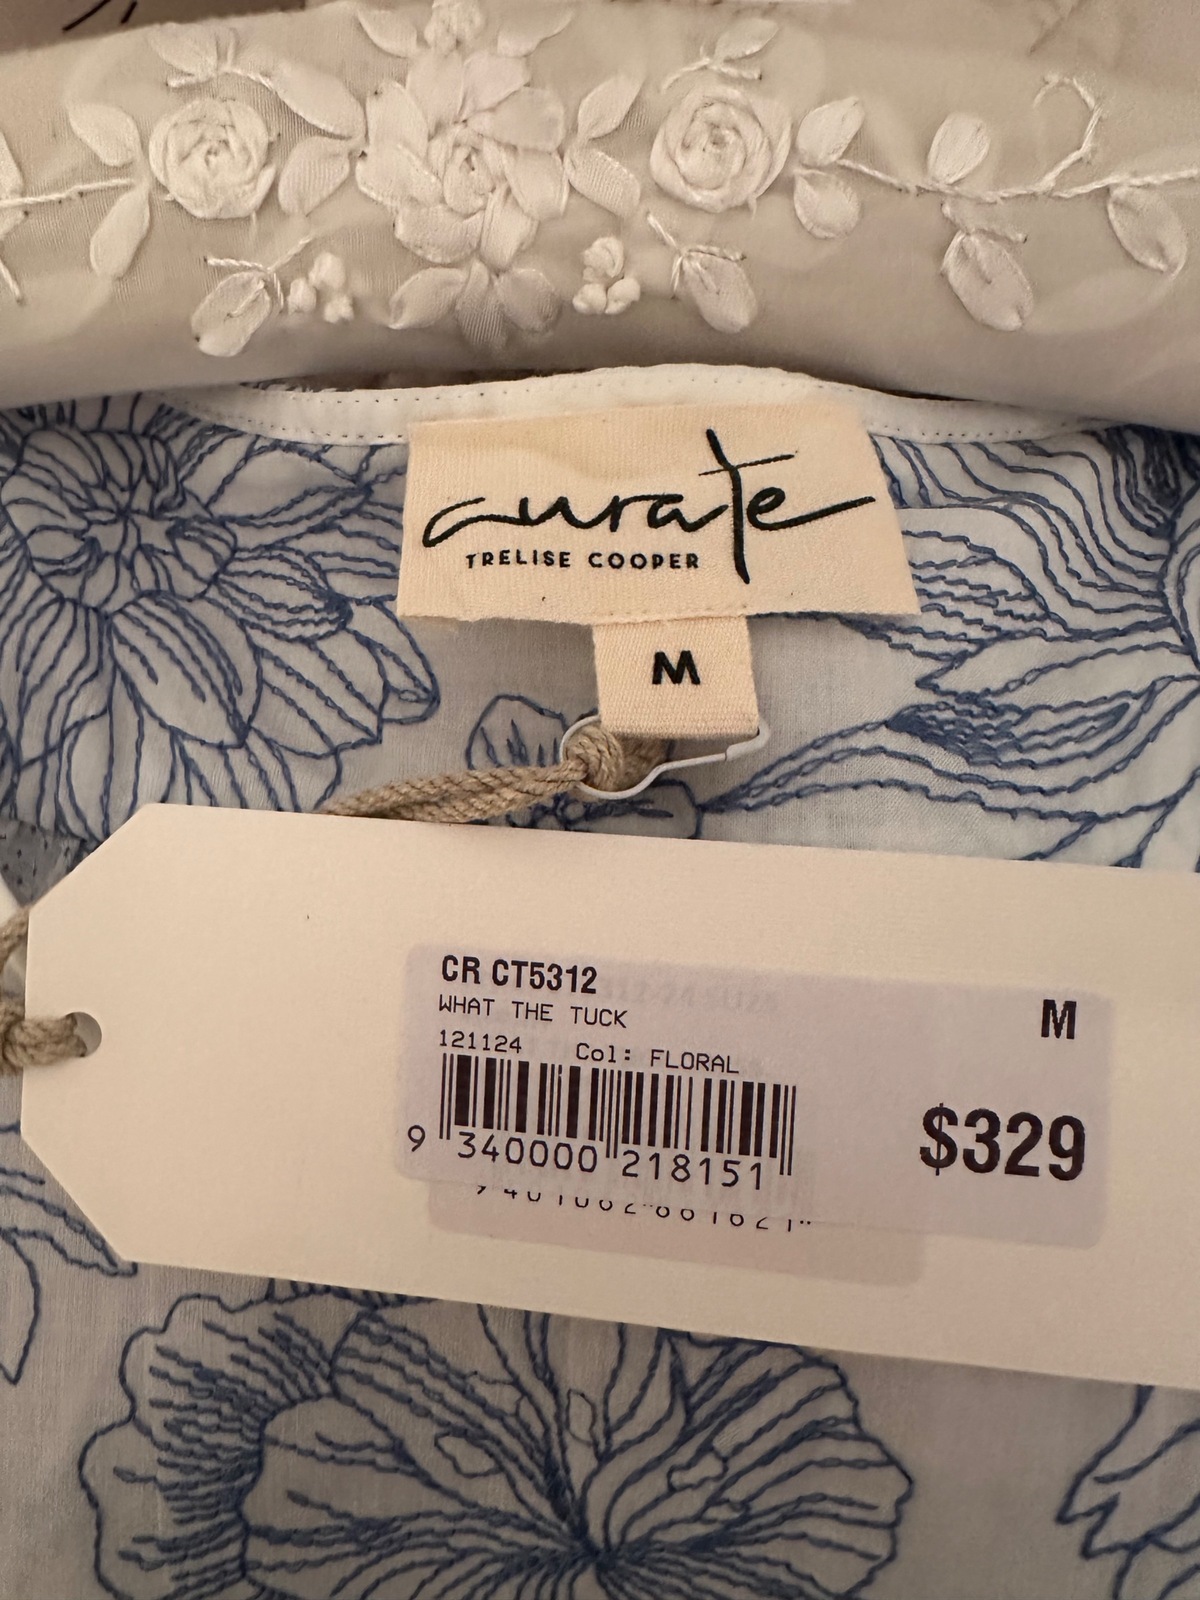 curate
TRELISE COOPER
M
CR CT5312
WHAT THE TUCK
M
121124 Col: FLORAL
$329
9 340000 218151